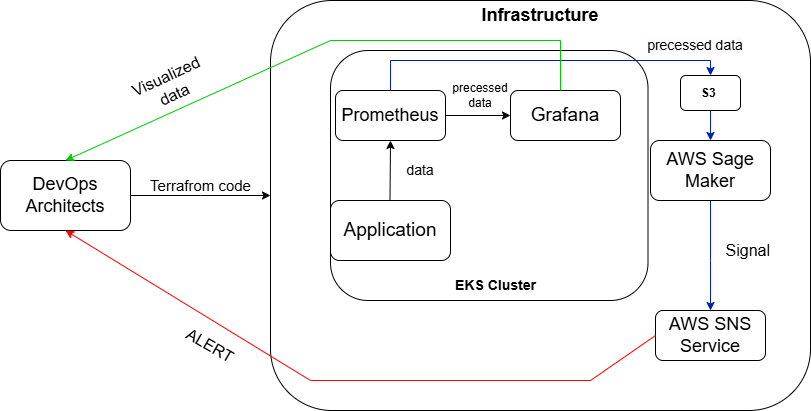 Infrastructure
precessed data
Visualized
data
S3
Prometheus
precessed
data
Grafana
AWS Sage
Maker
data
DevOps
Architects
Terrafrom code
Application
Signal
EKS Cluster
AWS SNS
Service
ALERT